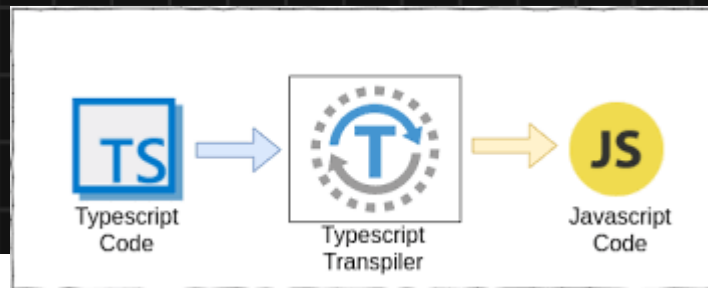 TS
Typescript
Code
T
Typescript
Transpiler
JS
Javascript
Code